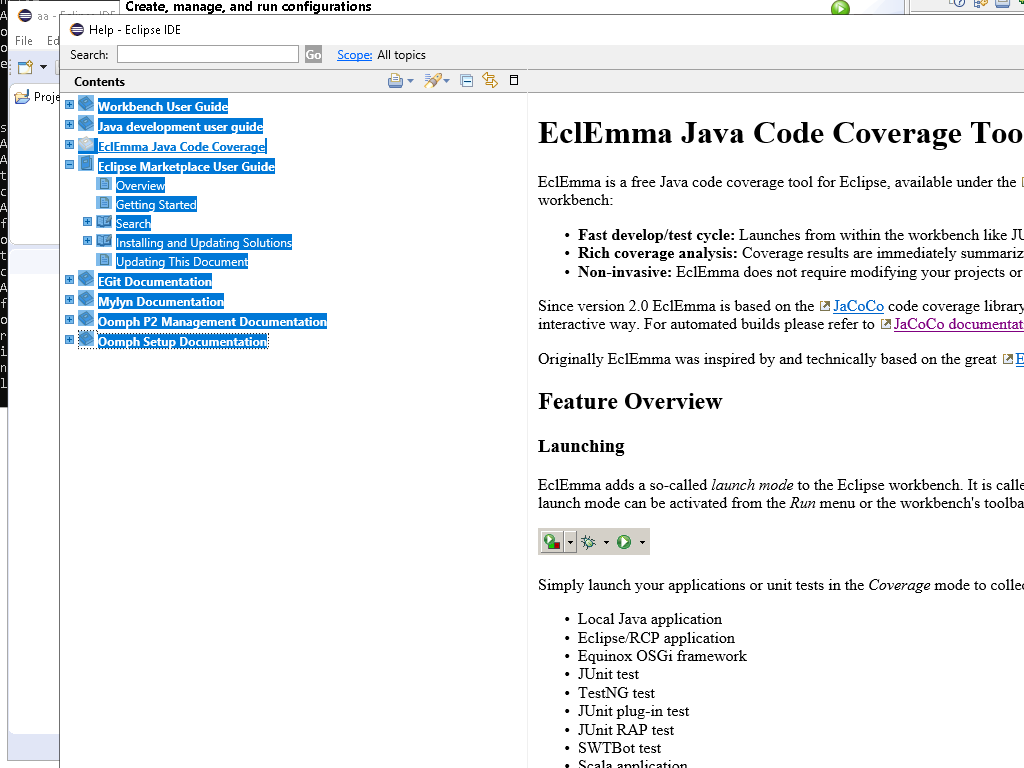 Create, manage, and run configurations
aa - Eclipse IDE
File Ed
Help - Eclipse IDE
Search: Go Scope: All topics
Contents
Proje
Workbench User Guide
Java development user guide
EclEmma Java Code Coverage
Eclipse Marketplace User Guide
Overview
Getting Started
Search
Installing and Updating Solutions
Updating This Document
EGit Documentation
Mylyn Documentation
Oomph P2 Management Documentation
Oomph Setup Documentation
EclEmma Java Code Coverage Too
EclEmma is a free Java code coverage tool for Eclipse, available under the
workbench:
• Fast develop/test cycle: Launches from within the workbench like JU
• Rich coverage analysis: Coverage results are immediately summariz
• Non-invasive: EclEmma does not require modifying your projects or
Since version 2.0 EclEmma is based on the JaCoCo code coverage library
interactive way. For automated builds please refer to JaCoCo documentat
Originally EclEmma was inspired by and technically based on the great E
Feature Overview
Launching
EclEmma adds a so-called launch mode to the Eclipse workbench. It is calle
launch mode can be activated from the Run menu or the workbench's toolba
Simply launch your applications or unit tests in the Coverage mode to collec
• Local Java application
• Eclipse/RCP application
• Equinox OSGi framework
• JUnit test
• TestNG test
• JUnit plug-in test
• JUnit RAP test
• SWTBot test
• Scala application